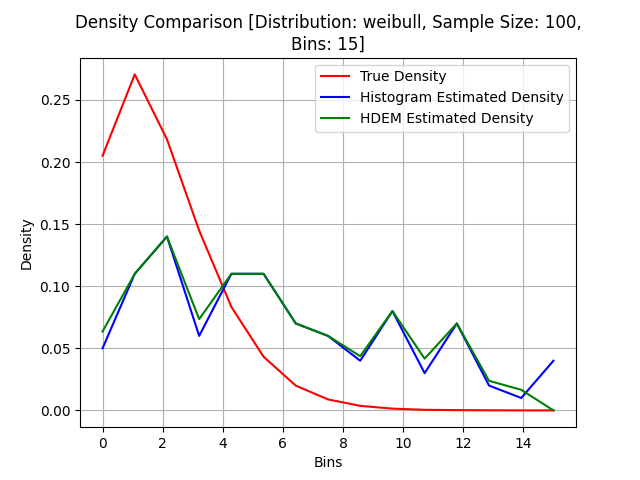 Density Comparison [Distribution: weibull, Sample Size: 100,
Bins: 15]
True Density
Histogram Estimated Density
HDEM Estimated Density
Density
0.25
0.20
0.15
0.10
0.05
0.00
0 2 4 6 8 10 12 14
Bins